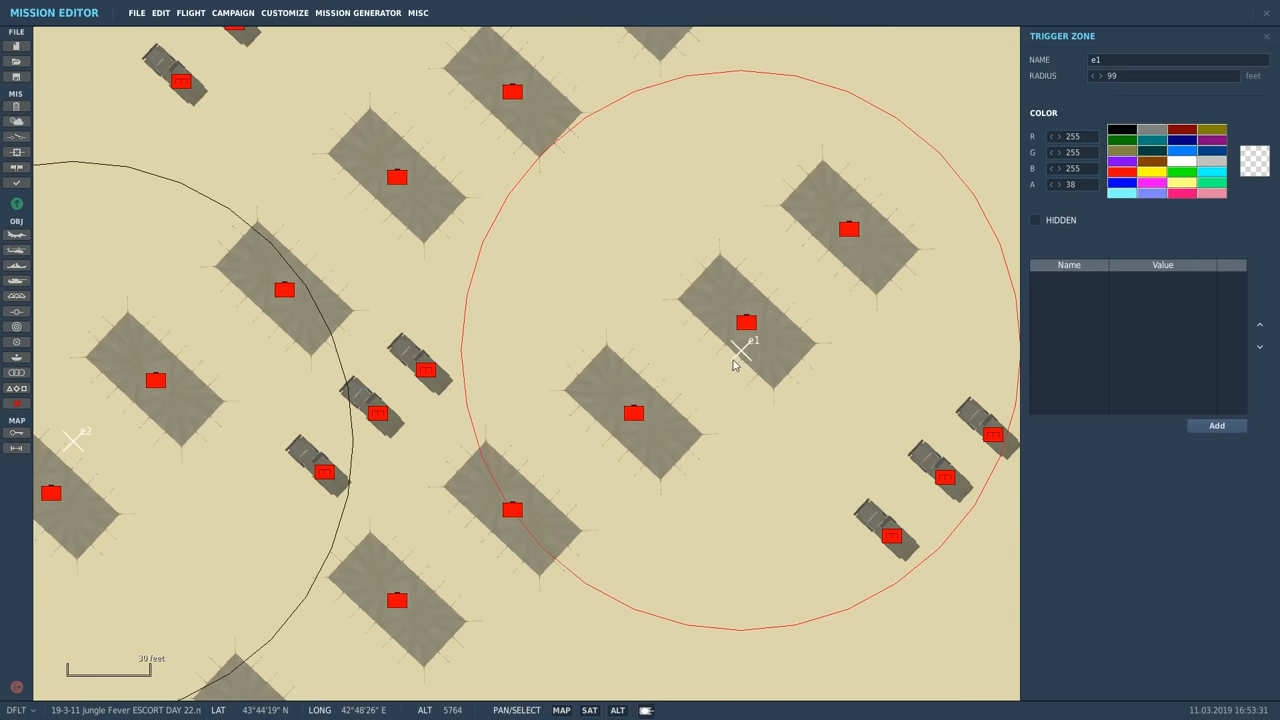 MISSION EDITOR
FILE EDIT FLIGHT CAMPAIGN CUSTOMIZE MISSION GENERATOR MISC
FILE
MIS
OBJ
MAP
e1
e2
30 feet
TRIGGER ZONE
NAME e1
RADIUS < > 99 feet
COLOR
R < > 255
G < > 255
B < > 255
A < > 38
HIDDEN
Name Value
Add
DFLT 19-3-11 Jungle Fever ESCORT DAY 22.n LAT 43°44'19" N LONG 42°48'26" E ALT 5764 PAN/SELECT MAP SAT ALT 11.03.2019 16:53:31